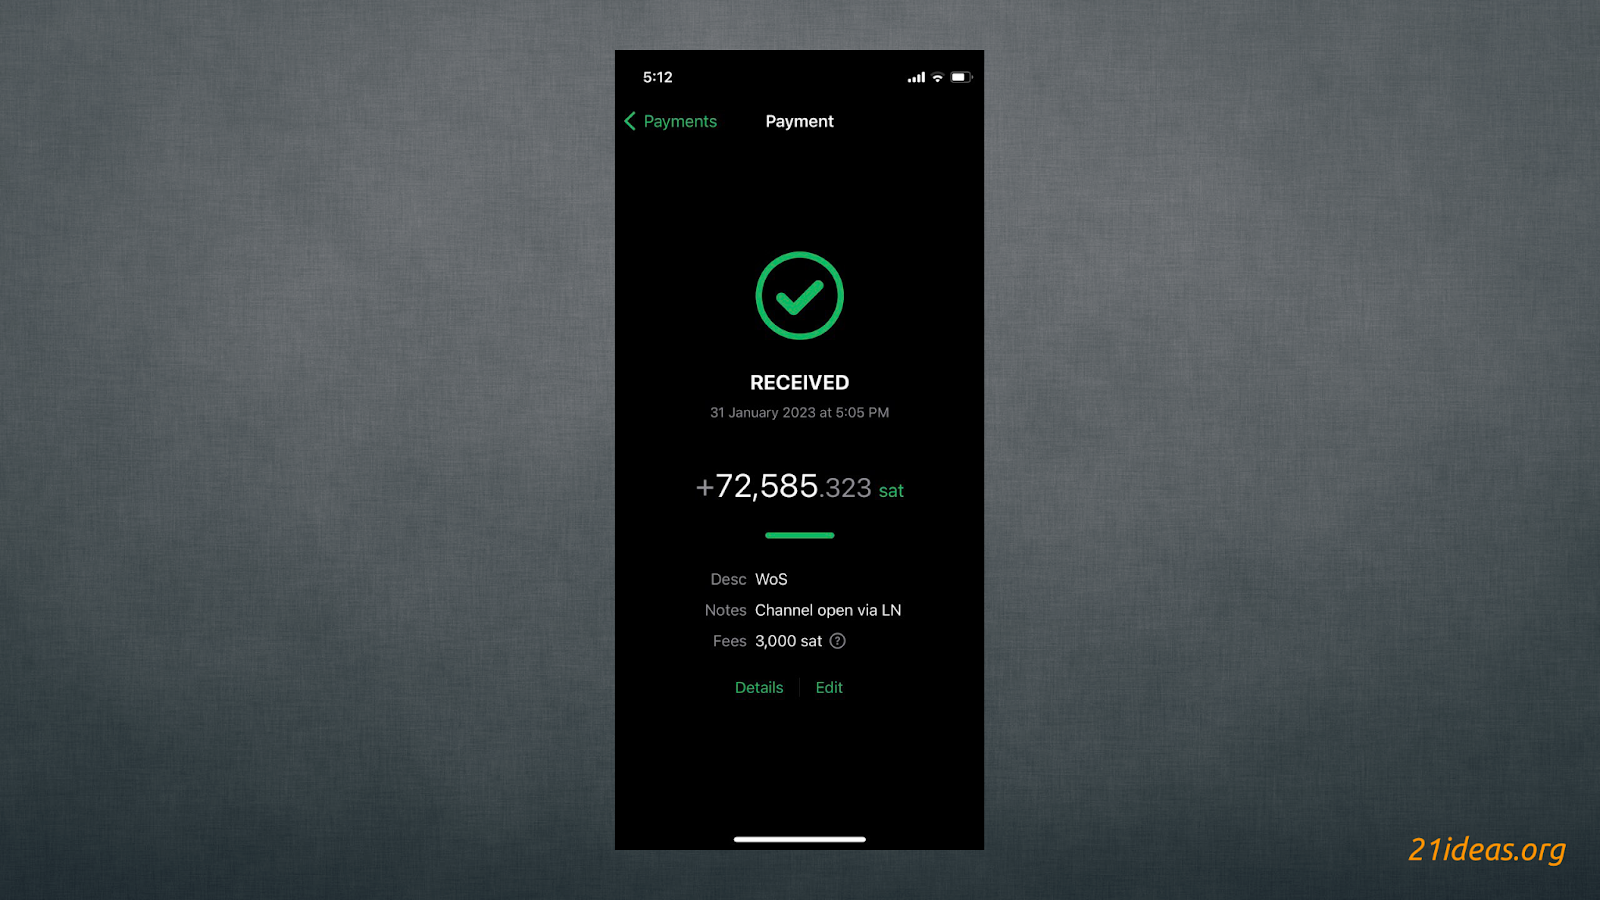 5:12
Payments
Payment
RECEIVED
31 January 2023 at 5:05 PM
+72,585.323 sat
Desc WoS
Notes Channel open via LN
Fees 3,000 sat ?
Details Edit
21ideas.org